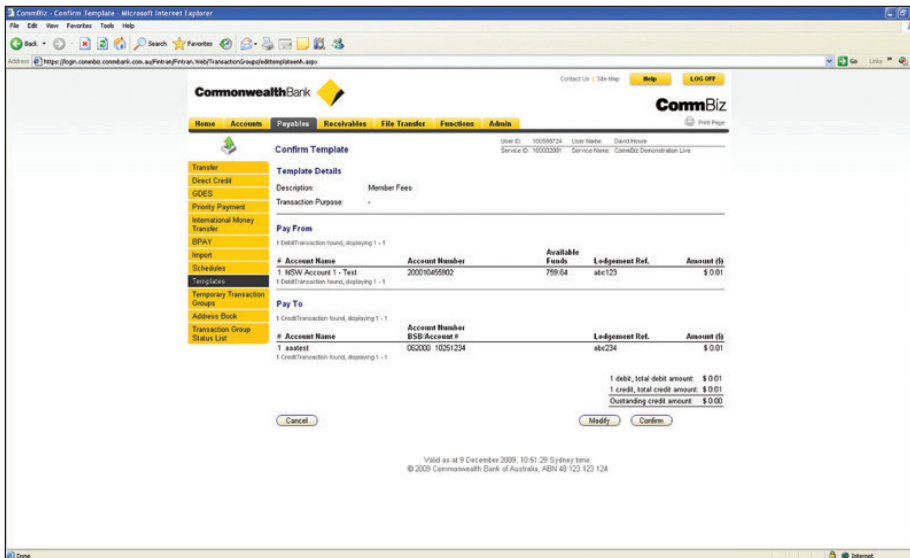 CommBiz - Confirm Template - Microsoft Internet Explorer
File Edit View Favorites Tools Help
Back Search Favorites
Address https://logn.commbiz.commbank.com.au/Fintran/Fintran.Web/TransactionGroups/edittemplateenh.aspx Go Links
Contact Us | Site Map Help LOG OFF
CommonwealthBank
CommBiz
Home Accounts Payables Receivables File Transfer Functions Admin Print Page
User ID: 100598724 User Name: David Howe
Service ID: 100002001 Service Name: CommBiz Demonstration Live
Confirm Template
Transfer
Direct Credit
GDES
Priority Payment
International Money
Transfer
BPAY
Import
Schedules
Templates
Temporary Transaction
Groups
Address Book
Transaction Group
Status List
Template Details
Description: Member Fees
Transaction Purpose: -
Pay From
1 DebitTransaction found, displaying 1 - 1
# Account Name Account Number Available Funds Lodgement Ref. Amount ($)
1 NSW Account 1 - Test 200010455902 759.64 abc123 $ 0.01
1 DebitTransaction found, displaying 1 - 1
Pay To
1 CreditTransaction found, displaying 1 - 1
# Account Name Account Number BSB/Account # Lodgement Ref. Amount ($)
1 aaatest 062000 10251234 abc234 $ 0.01
1 CreditTransaction found, displaying 1 - 1
1 debit, total debit amount: $ 0.01
1 credit, total credit amount: $ 0.01
Oustanding credit amount: $ 0.00
Cancel Modify Confirm
Valid as at 9 December 2009, 10:51:29 Sydney time.
© 2009 Commonwealth Bank of Australia, ABN 48 123 123 124
Done Internet